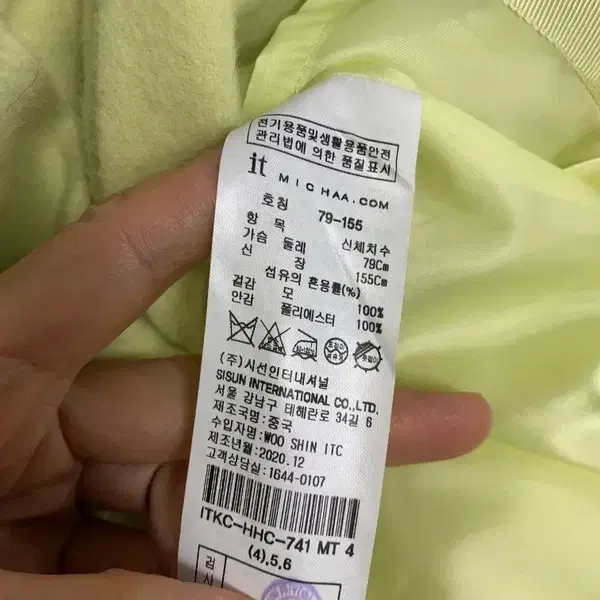 전기용품및생활용품안전
관리법에 의한 품질표시
it MICHAA.COM
호칭 79-155
항 목 신체치수
가슴 둘레 79Cm
신 장 155Cm
섬유의 혼용률(%)
겉감 모 100%
안감 폴리에스터 100%
(주)시선인터내셔널
SISUN INTERNATIONAL CO.,LTD.
서울 강남구 테헤란로 34길 6
제조국명:중국
수입자명:WOO SHIN ITC
제조년월:2020.12
고객상담실:1644-0107
ITKC-HHC-741 MT 4
(4),5,6
검
사